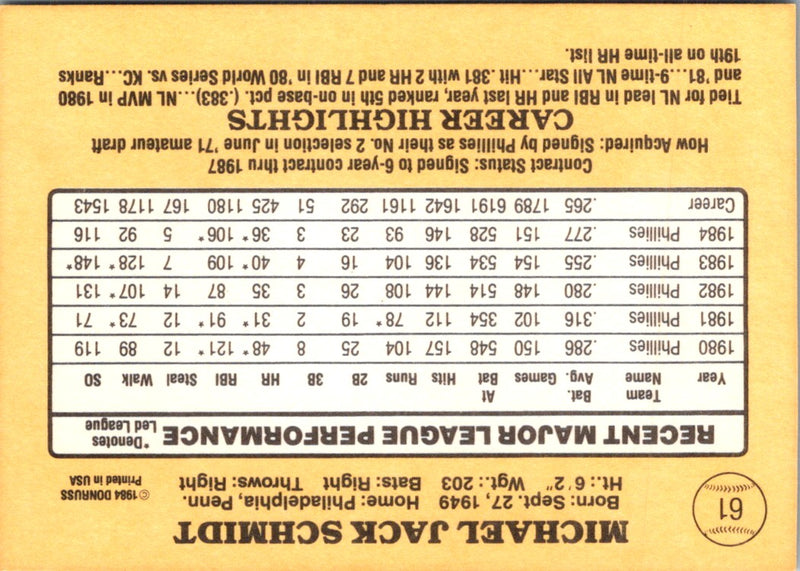 61
MICHAEL JACK SCHMIDT
Born: Sept. 27, 1949 Home: Philadelphia, Penn.
Ht.: 6'2" Wgt.: 203 Bats: Right Throws: Right
©1984 DONRUSS
Printed in USA
RECENT MAJOR LEAGUE PERFORMANCE
*Denotes
Led League
Year Team Name Bat. Avg. Games At Bat Hits Runs 2B 3B HR RBI Steal Walk SO
1980 Phillies .286 150 548 157 104 25 8 48* 121* 12 89 119
1981 Phillies .316 102 354 112 78* 19 2 31* 91* 12 73* 71
1982 Phillies .280 148 514 144 108 26 3 35 87 14 107* 131
1983 Phillies .255 154 534 136 104 16 4 40* 109 7 128* 148*
1984 Phillies .277 151 528 146 93 23 3 36* 106* 5 92 116
Career .265 1789 6191 1642 1161 292 51 425 1180 167 1178 1543
Contract Status: Signed to 6-year contract thru 1987
How Acquired: Signed by Phillies as their No. 2 selection in June '71 amateur draft
CAREER HIGHLIGHTS
Tied for NL lead in RBI and HR last year, ranked 5th in on-base pct. (.383)...NL MVP in 1980
and '81...9-time NL All Star...Hit .381 with 2 HR and 7 RBI in '80 World Series vs. KC...Ranks
19th on all-time HR list.